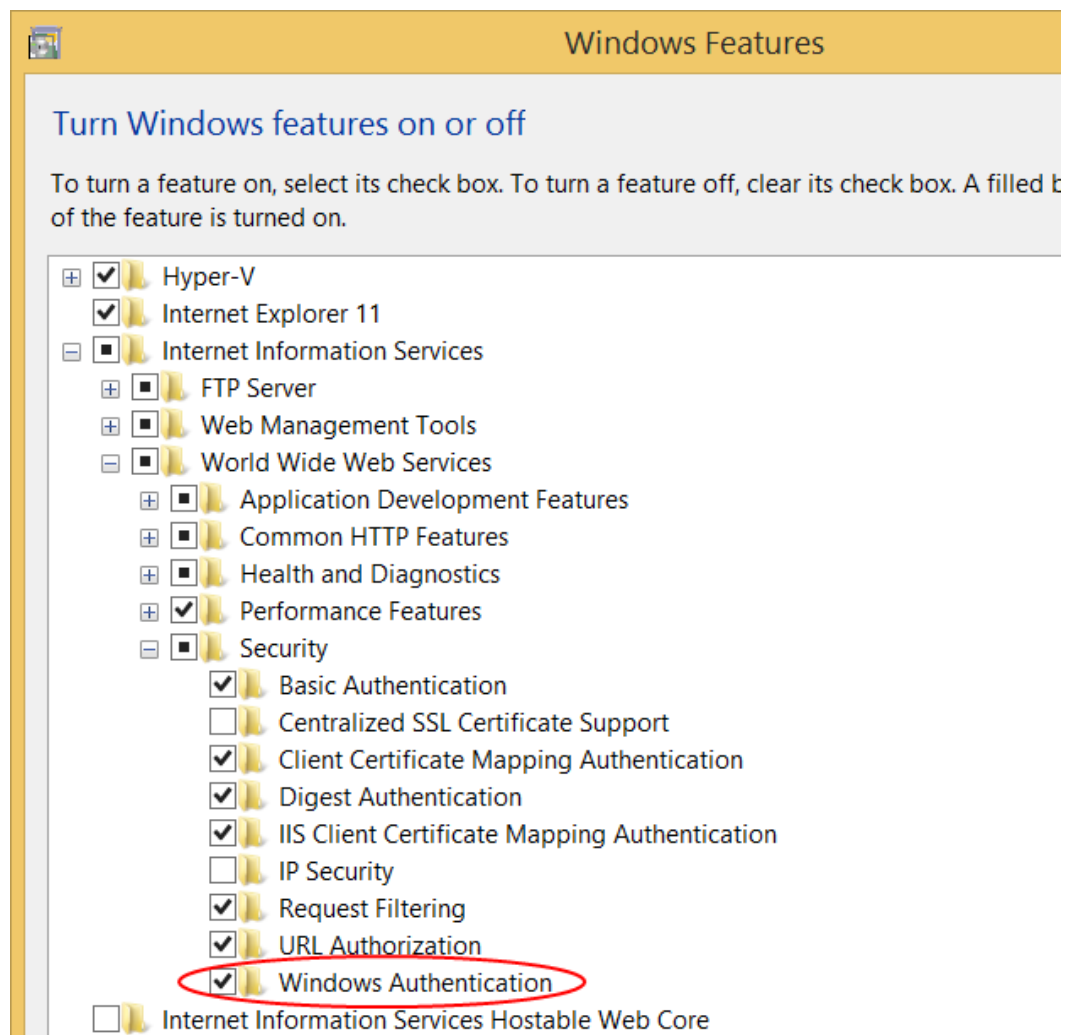 Windows Features
Turn Windows features on or off
To turn a feature on, select its check box. To turn a feature off, clear its check box. A filled
of the feature is turned on.
Hyper-V
Internet Explorer 11
Internet Information Services
FTP Server
Web Management Tools
World Wide Web Services
Application Development Features
Common HTTP Features
Health and Diagnostics
Performance Features
Security
Basic Authentication
Centralized SSL Certificate Support
Client Certificate Mapping Authentication
Digest Authentication
IIS Client Certificate Mapping Authentication
IP Security
Request Filtering
URL Authorization
Windows Authentication
Internet Information Services Hostable Web Core